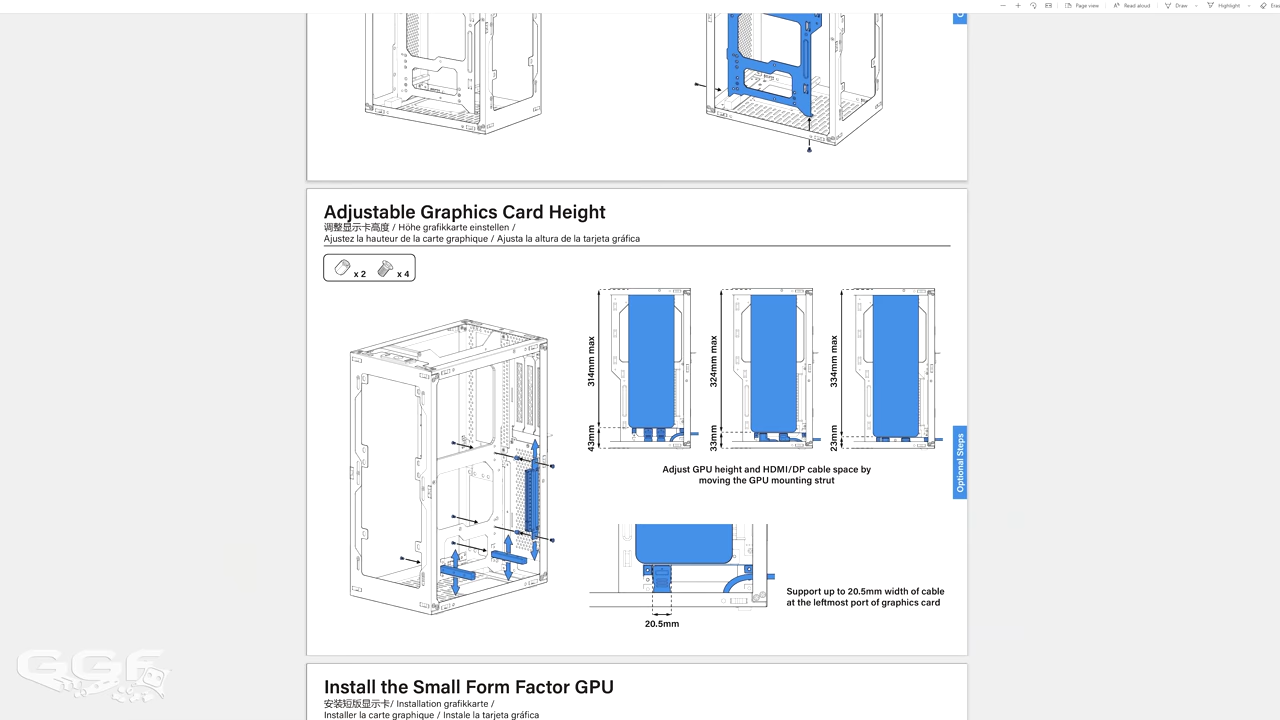 Page view
Read aloud
Draw
Highlight
Adjustable Graphics Card Height
调整显示卡高度 / Höhe grafikkarte einstellen /
Ajustez la hauteur de la carte graphique / Ajusta la altura de la tarjeta gráfica
x 2
x 4
314mm max
43mm
324mm max
33mm
334mm max
23mm
Adjust GPU height and HDMI/DP cable space by
moving the GPU mounting strut
Optional Steps
Support up to 20.5mm width of cable
at the leftmost port of graphics card
20.5mm
GGF
Install the Small Form Factor GPU
安装短版显示卡/ Installation grafikkarte /
Installer la carte graphique / Instale la tarjeta gráfica